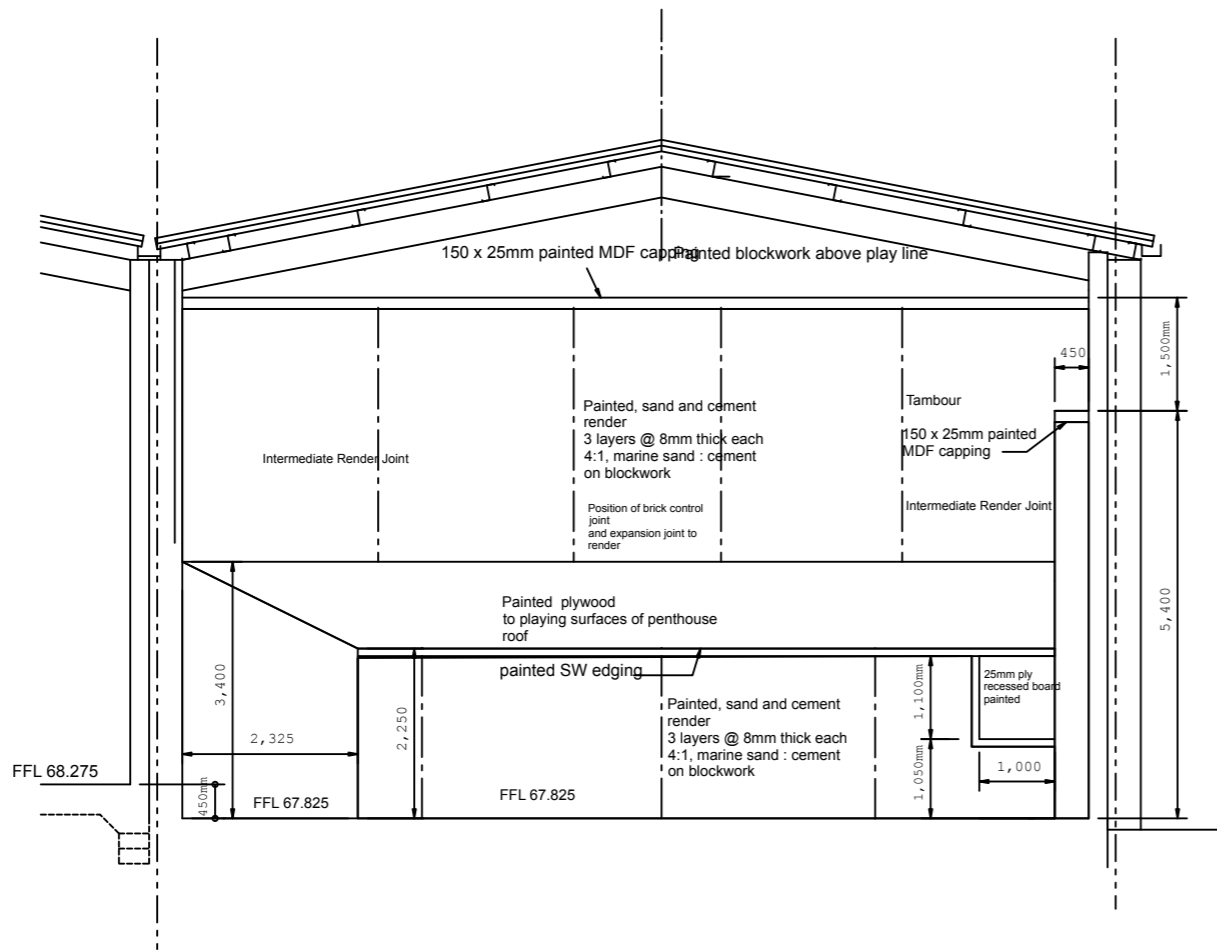 150 x 25mm painted MDF capping
Painted blockwork above play line
450
1,500mm
Painted, sand and cement
render
3 layers @ 8mm thick each
4:1, marine sand : cement
on blockwork
Tambour
150 x 25mm painted
MDF capping
Intermediate Render Joint
Position of brick control
joint
and expansion joint to
render
Intermediate Render Joint
5,400
Painted plywood
to playing surfaces of penthouse
roof
painted SW edging
3,400
2,250
2,325
Painted, sand and cement
render
3 layers @ 8mm thick each
4:1, marine sand : cement
on blockwork
25mm ply
recessed board
painted
1,100mm
1,000
1,050mm
FFL 68.275
450mm
FFL 67.825
FFL 67.825